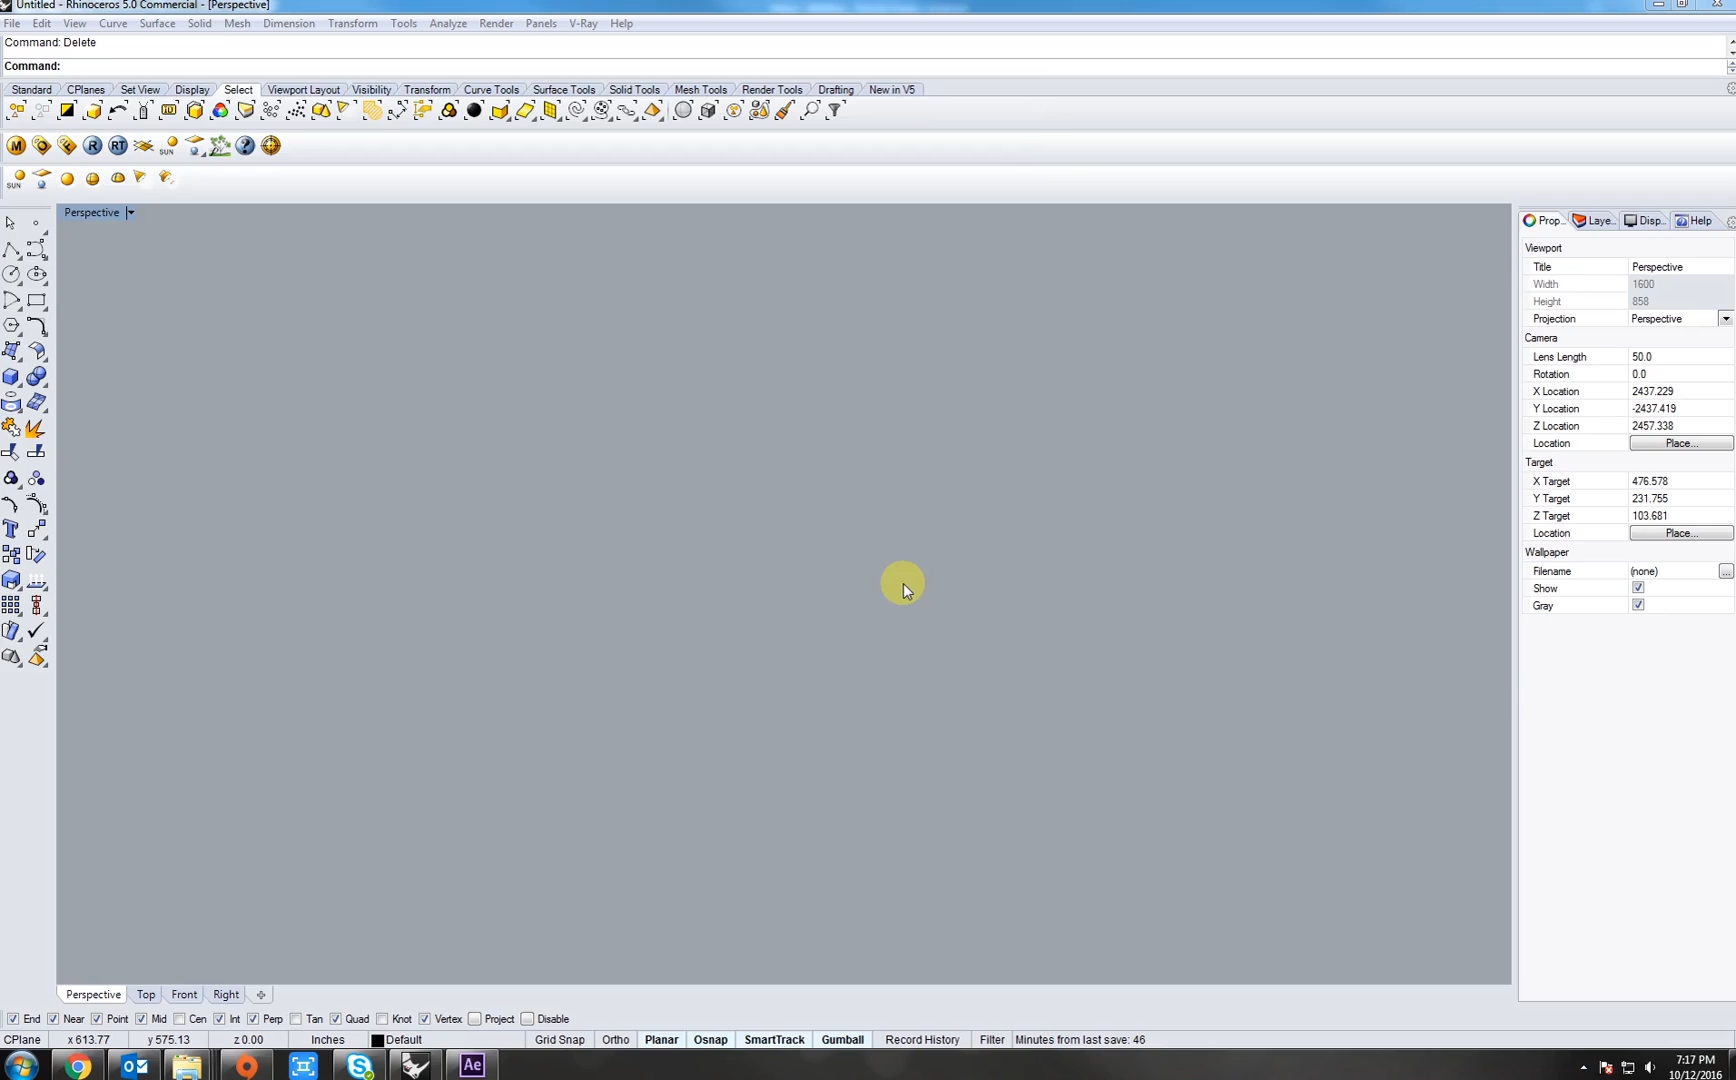 Untitled - Rhinoceros 5.0 Commercial - [Perspective]
File Edit View Curve Surface Solid Mesh Dimension Transform Tools Analyze Render Panels V-Ray Help
Command: Delete
Command:
Standard CPlanes Set View Display Select Viewport Layout Visibility Transform Curve Tools Surface Tools Solid Tools Mesh Tools Render Tools Drafting New in V5
M O R RT SUN ?
SUN
Perspective
Prop... Laye... Disp... Help
Viewport
Title Perspective
Width 1600
Height 858
Projection Perspective
Camera
Lens Length 50.0
Rotation 0.0
X Location 2437.229
Y Location -2437.419
Z Location 2457.338
Location Place...
Target
X Target 476.578
Y Target 231.755
Z Target 103.681
Location Place...
Wallpaper
Filename (none) ...
Show
Gray
Perspective Top Front Right
End Near Point Mid Cen Int Perp Tan Quad Knot Vertex Project Disable
CPlane x 613.77 y 575.13 z 0.00 Inches Default Grid Snap Ortho Planar Osnap SmartTrack Gumball Record History Filter Minutes from last save: 46
Ae
7:17 PM
10/12/2016